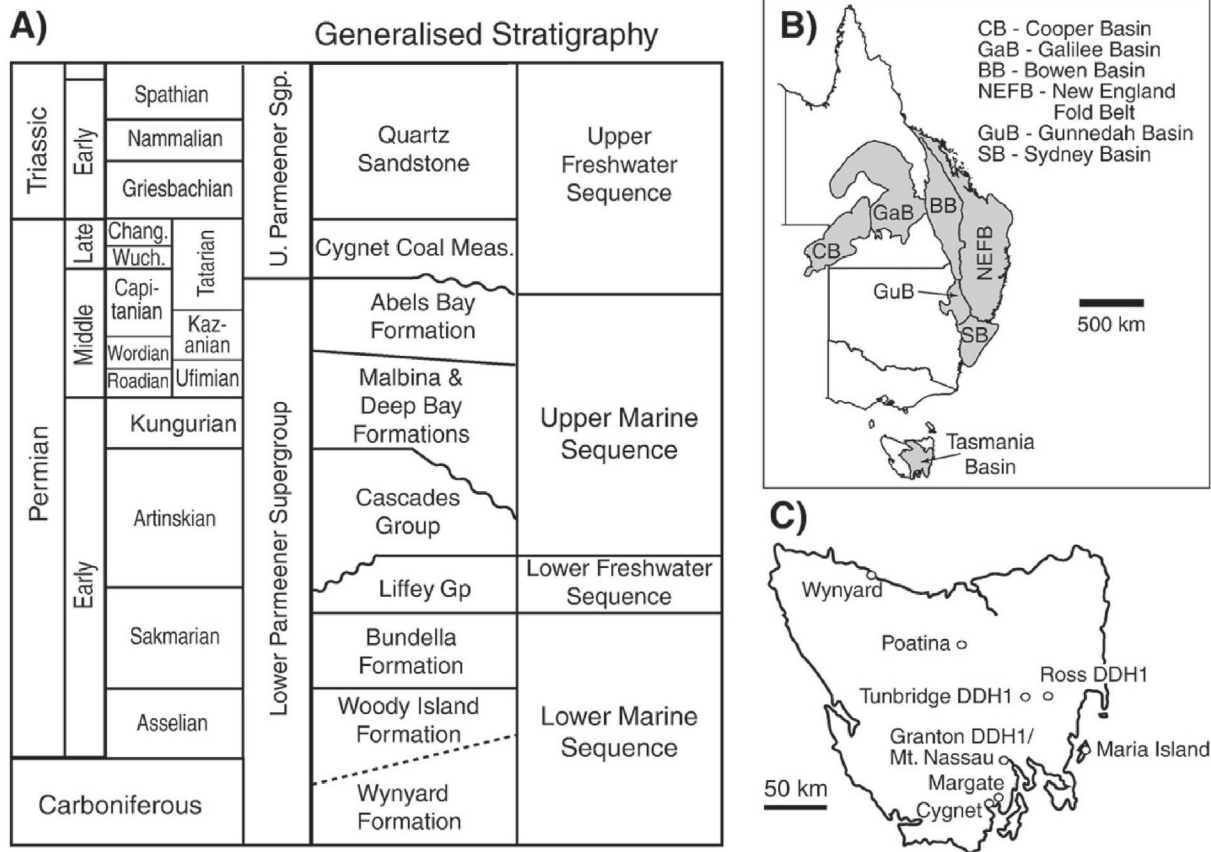 A)
Generalised Stratigraphy
Triassic
Early
Spathian
Nammalian
Griesbachian
Permian
Late
Chang.
Wuch.
Middle
Capi-
tanian
Wordian
Roadian
Tatarian
Kaz-
anian
Ufimian
Early
Kungurian
Artinskian
Sakmarian
Asselian
Carboniferous
U. Parmeener Sgp.
Lower Parmeener Supergroup
Quartz
Sandstone
Cygnet Coal Meas.
Abels Bay
Formation
Malbina &
Deep Bay
Formations
Cascades
Group
Liffey Gp
Bundella
Formation
Woody Island
Formation
Wynyard
Formation
Upper
Freshwater
Sequence
Upper Marine
Sequence
Lower Freshwater
Sequence
Lower Marine
Sequence
B)
CB - Cooper Basin
GaB - Galilee Basin
BB - Bowen Basin
NEFB - New England
Fold Belt
GuB - Gunnedah Basin
SB - Sydney Basin
GaB
BB
CB
NEFB
GuB
SB
500 km
Tasmania
Basin
C)
Wynyard
Poatina
Ross DDH1
Tunbridge DDH1
Granton DDH1/
Mt. Nassau
Maria Island
Margate
Cygnet
50 km